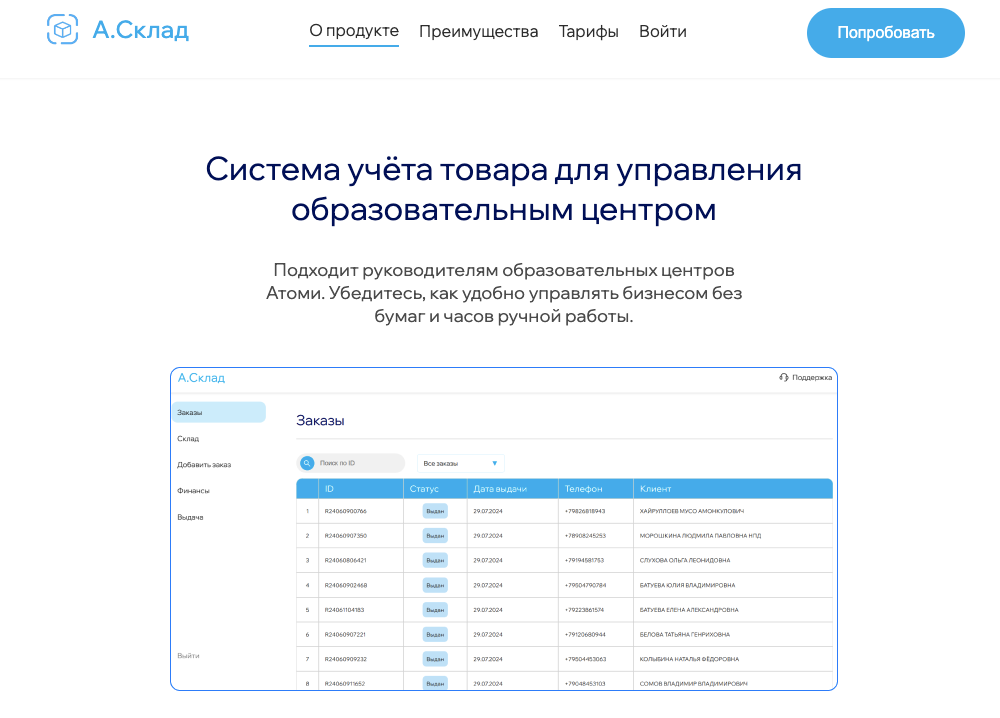 А.Склад
О продукте Преимущества Тарифы Войти
Попробовать
Система учёта товара для управления
образовательным центром
Подходит руководителям образовательных центров
Атоми. Убедитесь, как удобно управлять бизнесом без
бумаг и часов ручной работы.
А.Склад
Поддержка
Заказы
Склад
Добавить заказ
Финансы
Выдача
Выйти
Заказы
Поиск по ID
Все заказы
ID Статус Дата выдачи Телефон Клиент
1 R24060900766 Выдан 29.07.2024 +79826818943 ХАЙРУЛЛОЕВ МУСО АМОНКУЛОВИЧ
2 R24060907350 Выдан 29.07.2024 +78908245253 МОРОШКИНА ЛЮДМИЛА ПАВЛОВНА НПД
3 R24060806421 Выдан 29.07.2024 +79194581753 СЛУХОВА ОЛЬГА ЛЕОНИДОВНА
4 R24060902468 Выдан 29.07.2024 +79504790784 БАТУЕВА ЮЛИЯ ВЛАДИМИРОВНА
5 R24061104183 Выдан 29.07.2024 +79223861574 БАТУЕВА ЕЛЕНА АЛЕКСАНДРОВНА
6 R24060907221 Выдан 29.07.2024 +79120680944 БЕЛОВА ТАТЬЯНА ГЕНРИХОВНА
7 R24060909232 Выдан 29.07.2024 +79504453063 КОЛЫБИНА НАТАЛЬЯ ФЁДОРОВНА
8 R24060911652 Выдан 29.07.2024 +79048453103 СОМОВ ВЛАДИМИР ВЛАДИМИРОВИЧ